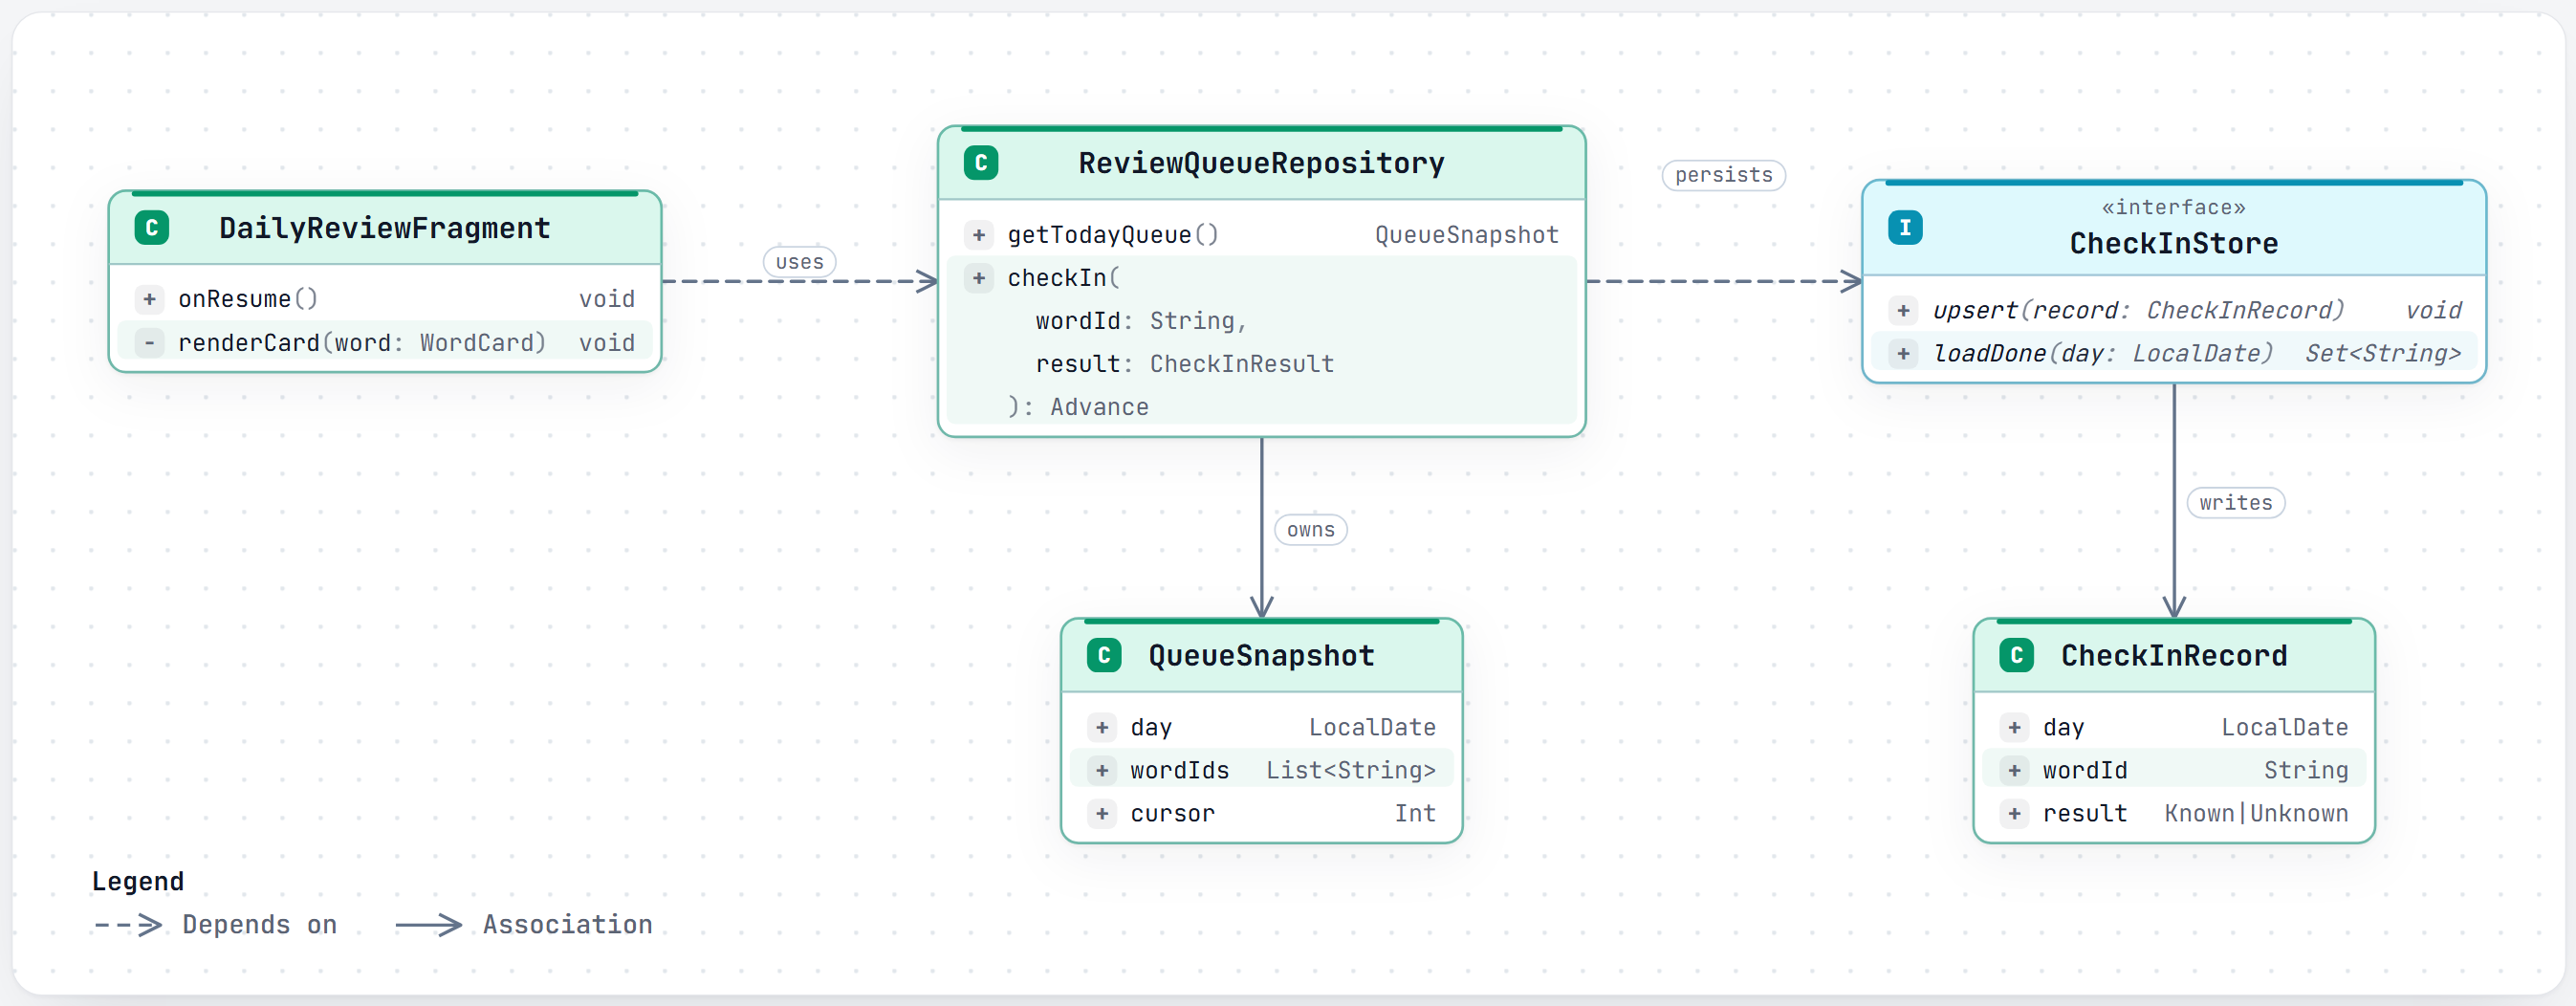 C DailyReviewFragment
+ onResume() void
- renderCard(word: WordCard) void
uses
C ReviewQueueRepository
+ getTodayQueue() QueueSnapshot
+ checkIn(
wordId: String,
result: CheckInResult
): Advance
persists
I «interface»
CheckInStore
+ upsert(record: CheckInRecord) void
+ loadDone(day: LocalDate) Set<String>
owns
writes
C QueueSnapshot
+ day LocalDate
+ wordIds List<String>
+ cursor Int
C CheckInRecord
+ day LocalDate
+ wordId String
+ result Known|Unknown
Legend
Depends on
Association